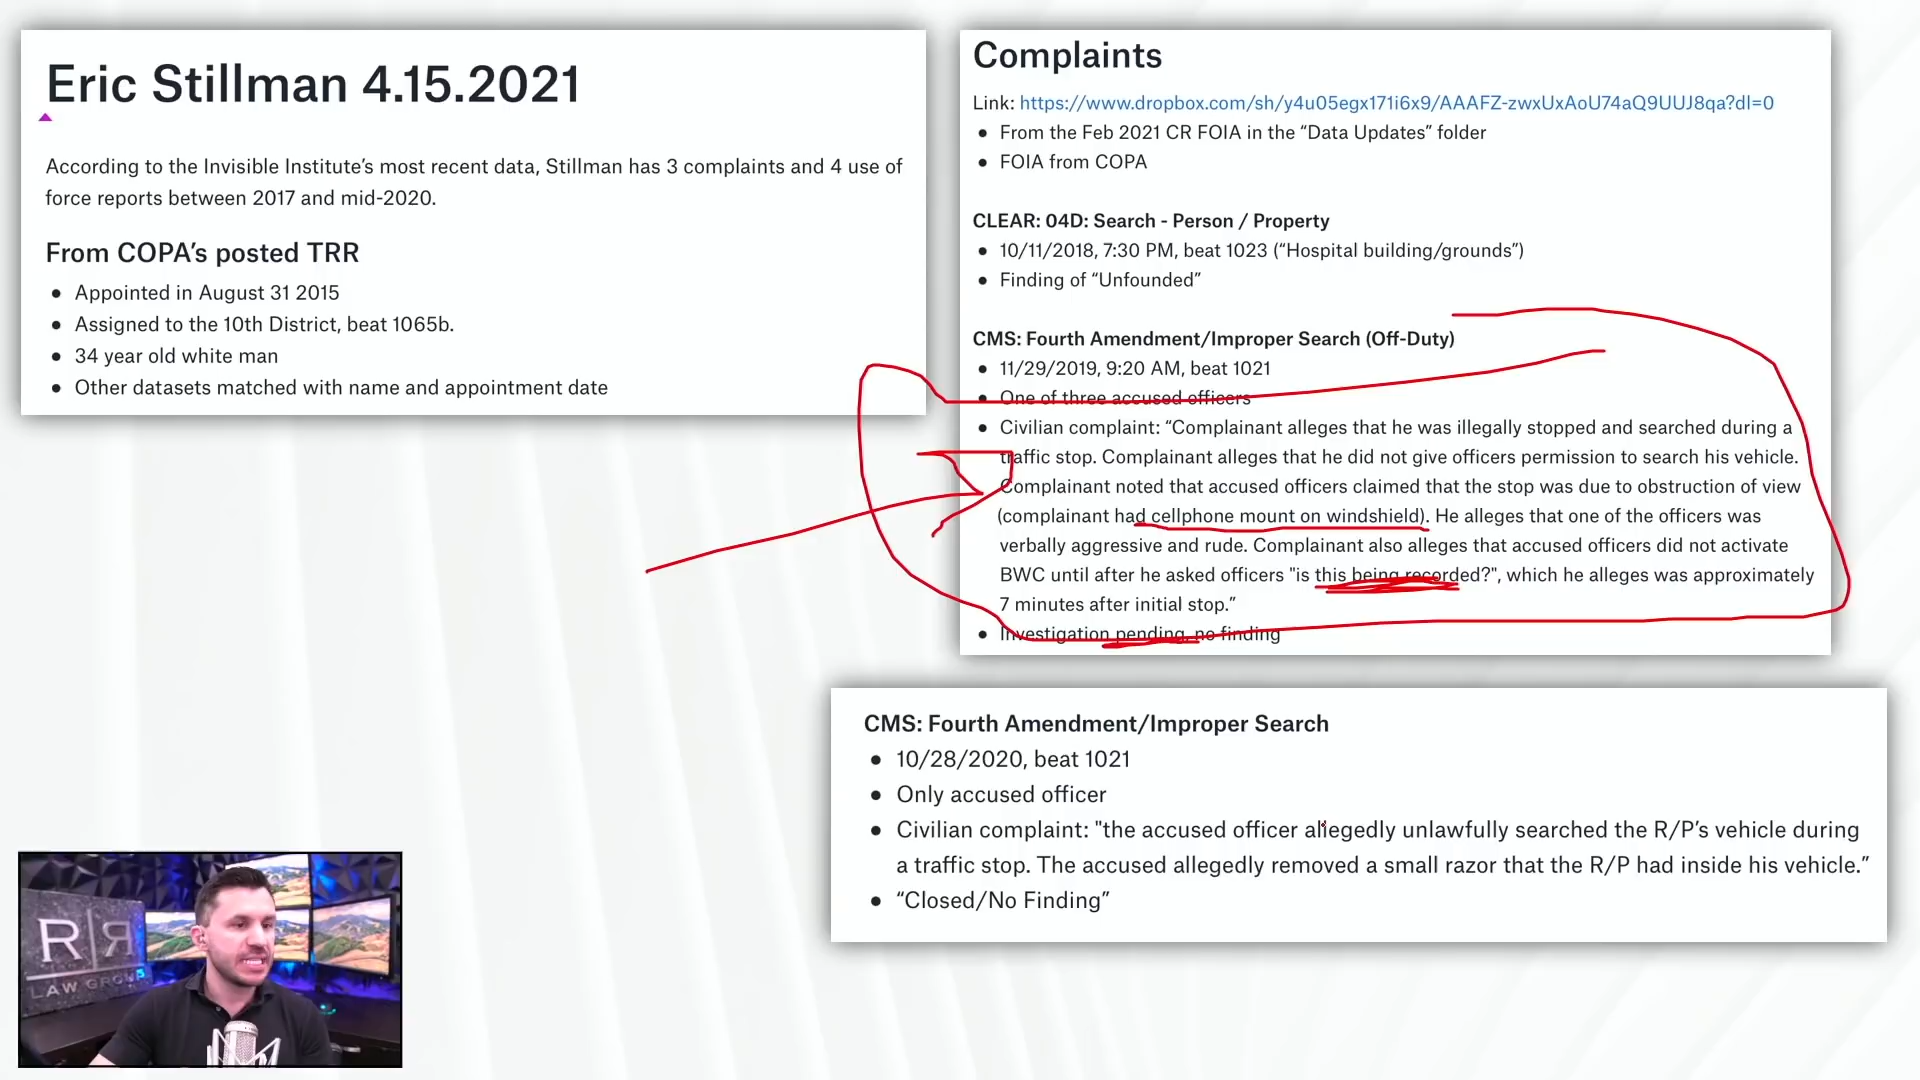 Eric Stillman 4.15.2021
According to the Invisible Institute’s most recent data, Stillman has 3 complaints and 4 use of
force reports between 2017 and mid-2020.
From COPA’s posted TRR
• Appointed in August 31 2015
• Assigned to the 10th District, beat 1065b.
• 34 year old white man
• Other datasets matched with name and appointment date
Complaints
Link: https://www.dropbox.com/sh/y4u05egx171i6x9/AAAFZ-zwxUxAoU74aQ9UUJ8qa?dl=0
• From the Feb 2021 CR FOIA in the “Data Updates” folder
• FOIA from COPA
CLEAR: 04D: Search - Person / Property
• 10/11/2018, 7:30 PM, beat 1023 (“Hospital building/grounds”)
• Finding of “Unfounded”
CMS: Fourth Amendment/Improper Search (Off-Duty)
• 11/29/2019, 9:20 AM, beat 1021
• One of three accused officers
• Civilian complaint: “Complainant alleges that he was illegally stopped and searched during a
traffic stop. Complainant alleges that he did not give officers permission to search his vehicle.
Complainant noted that accused officers claimed that the stop was due to obstruction of view
(complainant had cellphone mount on windshield). He alleges that one of the officers was
verbally aggressive and rude. Complainant also alleges that accused officers did not activate
BWC until after he asked officers "is this being recorded?", which he alleges was approximately
7 minutes after initial stop.”
• Investigation pending, no finding
CMS: Fourth Amendment/Improper Search
• 10/28/2020, beat 1021
• Only accused officer
• Civilian complaint: "the accused officer allegedly unlawfully searched the R/P’s vehicle during
a traffic stop. The accused allegedly removed a small razor that the R/P had inside his vehicle.”
• “Closed/No Finding”
R|R
LAW GROUP